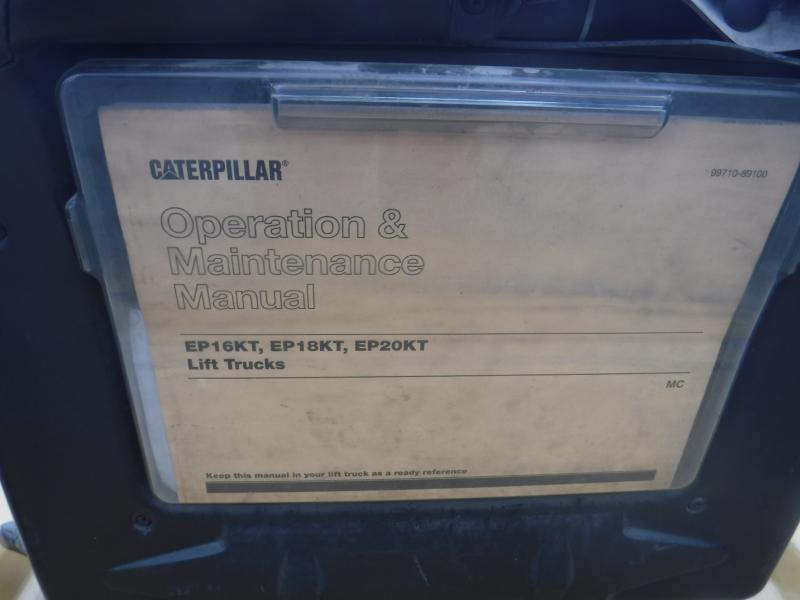 CATERPILLAR®
99710-89100
Operation &
Maintenance
Manual
EP16KT, EP18KT, EP20KT
Lift Trucks
MC
Keep this manual in your lift truck as a ready reference